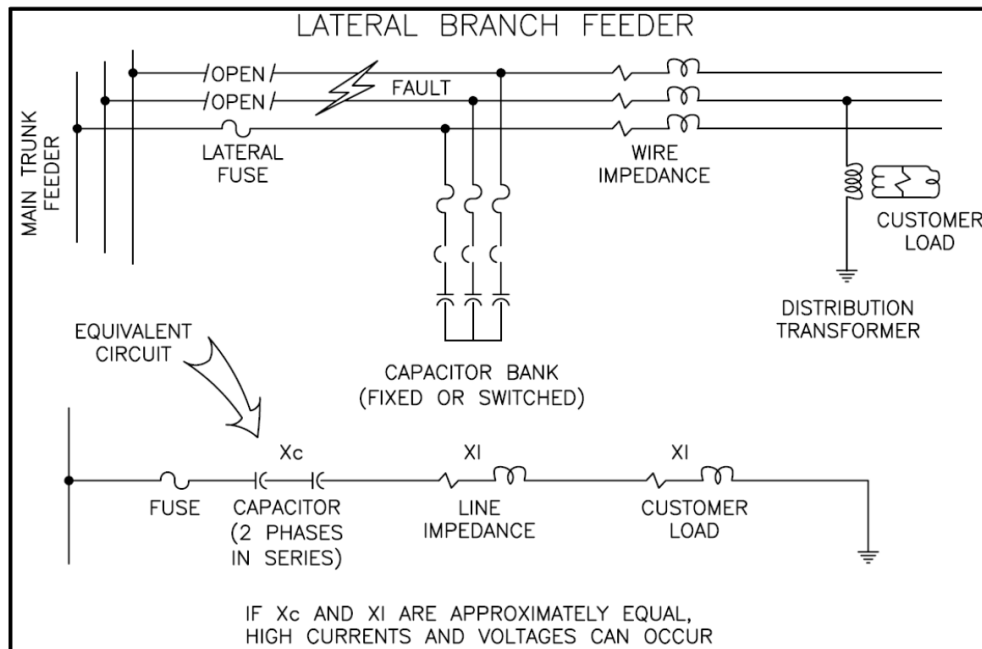 LATERAL BRANCH FEEDER
/OPEN/
/OPEN/
FAULT
MAIN TRUNK
FEEDER
LATERAL
FUSE
WIRE
IMPEDANCE
CUSTOMER
LOAD
DISTRIBUTION
TRANSFORMER
EQUIVALENT
CIRCUIT
CAPACITOR BANK
(FIXED OR SWITCHED)
Xc
Xl
Xl
FUSE
CAPACITOR
(2 PHASES
IN SERIES)
LINE
IMPEDANCE
CUSTOMER
LOAD
IF Xc AND Xl ARE APPROXIMATELY EQUAL,
HIGH CURRENTS AND VOLTAGES CAN OCCUR